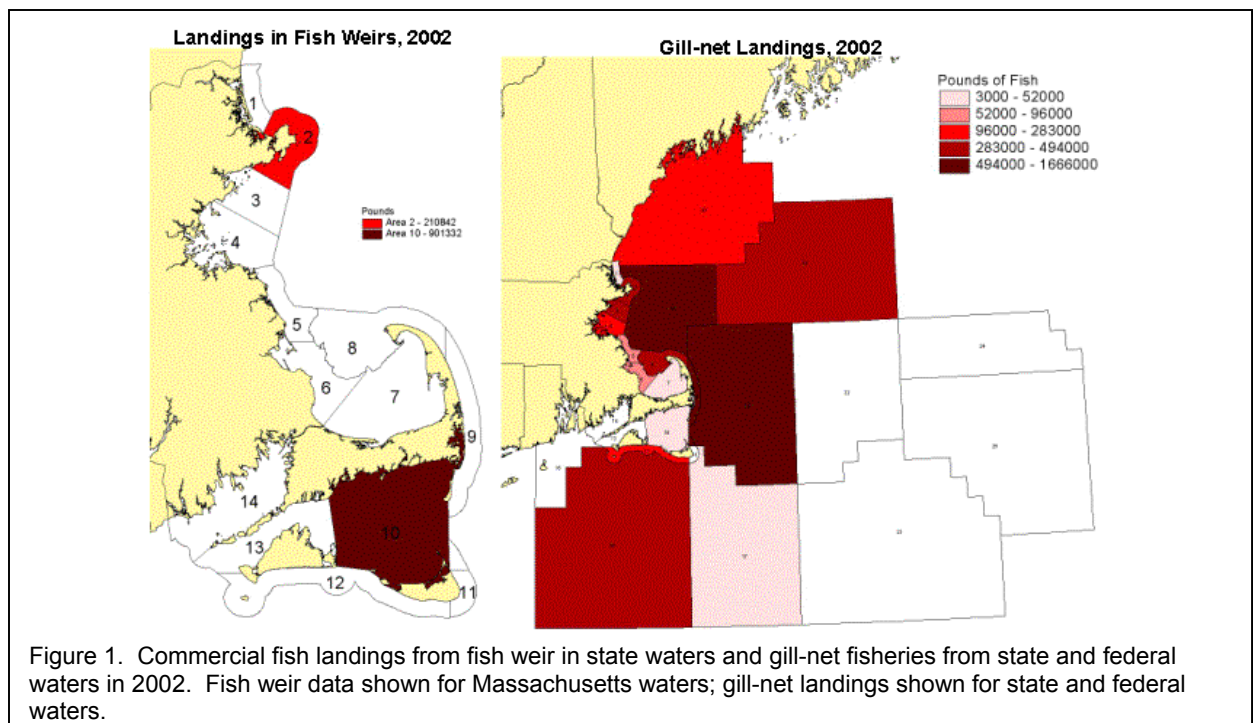 Landings in Fish Weirs, 2002
1
2
3
4
5
8
6
7
9
14
10
13
12
11
Pounds
Area 2 - 210842
Area 10 - 901332
Gill-net Landings, 2002
Pounds of Fish
3000 - 52000
52000 - 96000
96000 - 283000
283000 - 494000
494000 - 1666000
Figure 1. Commercial fish landings from fish weir in state waters and gill-net fisheries from state and federal
waters in 2002. Fish weir data shown for Massachusetts waters; gill-net landings shown for state and federal
waters.